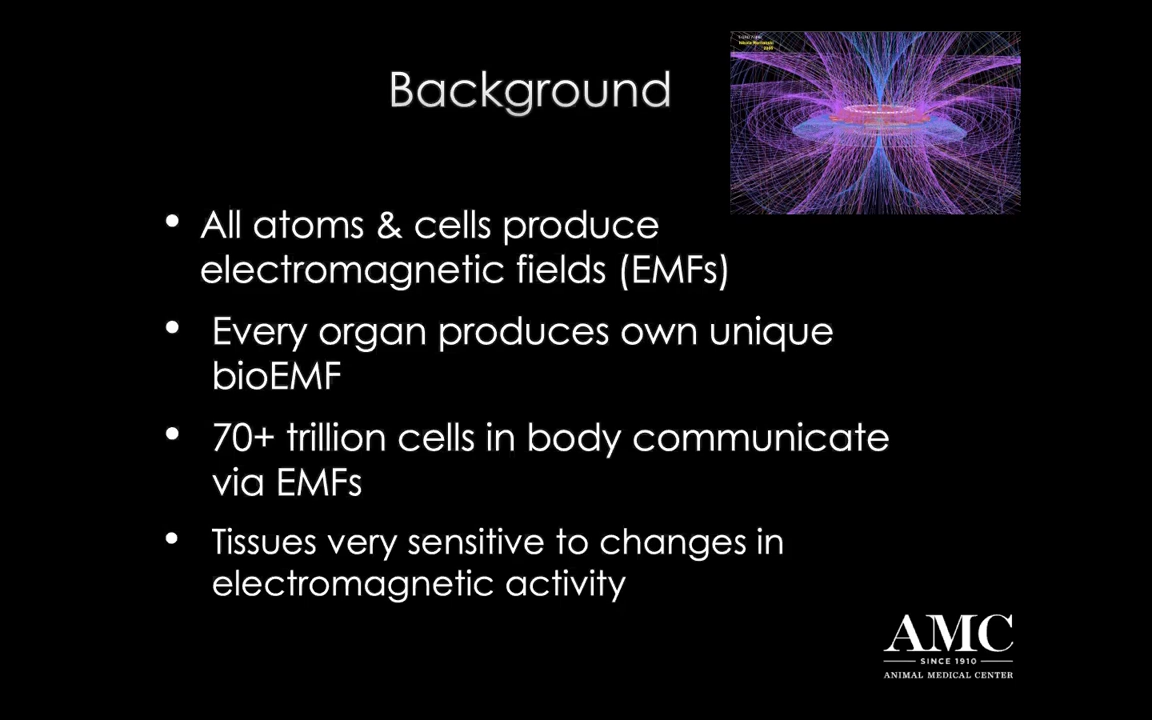 Background
• All atoms & cells produce
electromagnetic fields (EMFs)
• Every organ produces own unique
bioEMF
• 70+ trillion cells in body communicate
via EMFs
• Tissues very sensitive to changes in
electromagnetic activity
AMC
SINCE 1910
ANIMAL MEDICAL CENTER